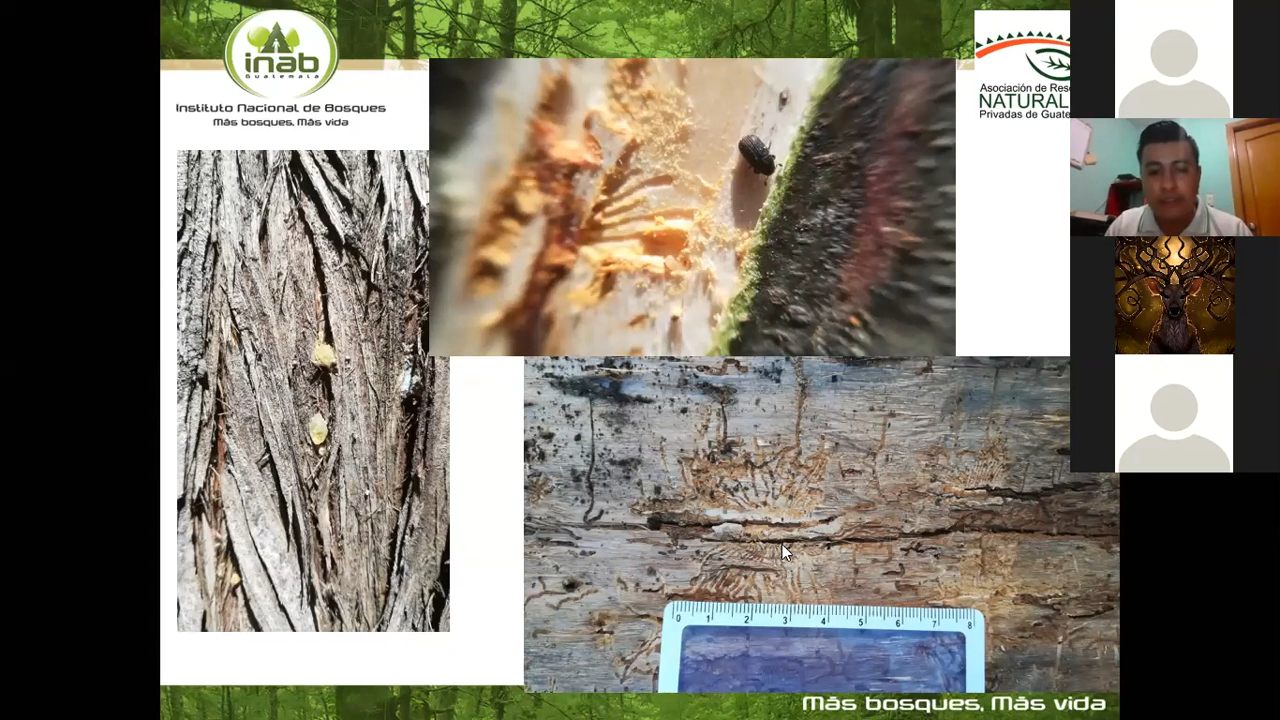 inab
Guatemala
Instituto Nacional de Bosques
Más bosques, Más vida
Asociación de Rese
NATURAL
Privadas de Guate
0 1 2 3 4 5 6 7 8
Más bosques, Más vida